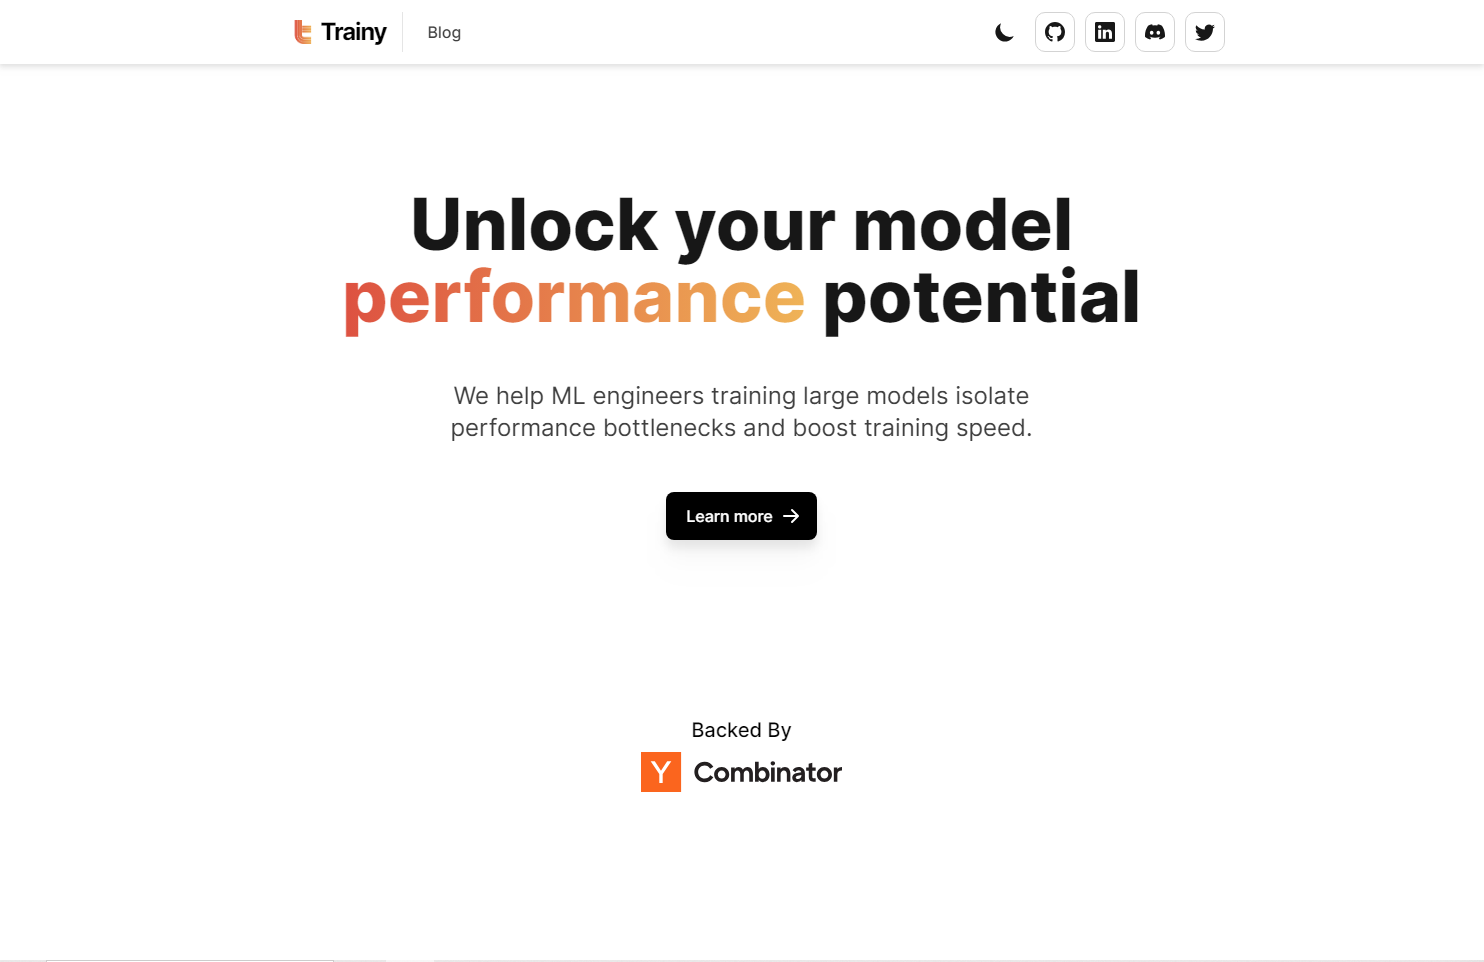 Trainy
Blog
Unlock your model
performance potential
We help ML engineers training large models isolate
performance bottlenecks and boost training speed.
Learn more
Backed By
Y Combinator